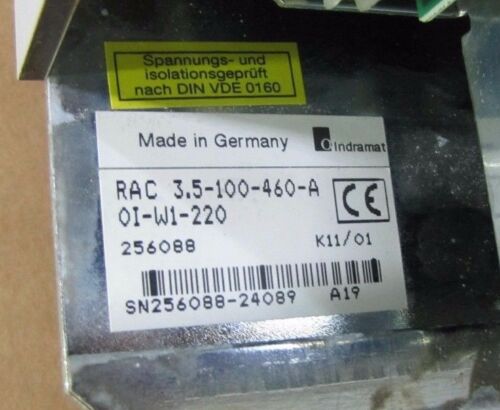 Spannungs- und
isolationsgeprüft
nach DIN VDE 0160
Made in Germany Indramat
RAC 3.5-100-460-A
0I-W1-220 CE
256088 K11/01
SN256088-24089 A19